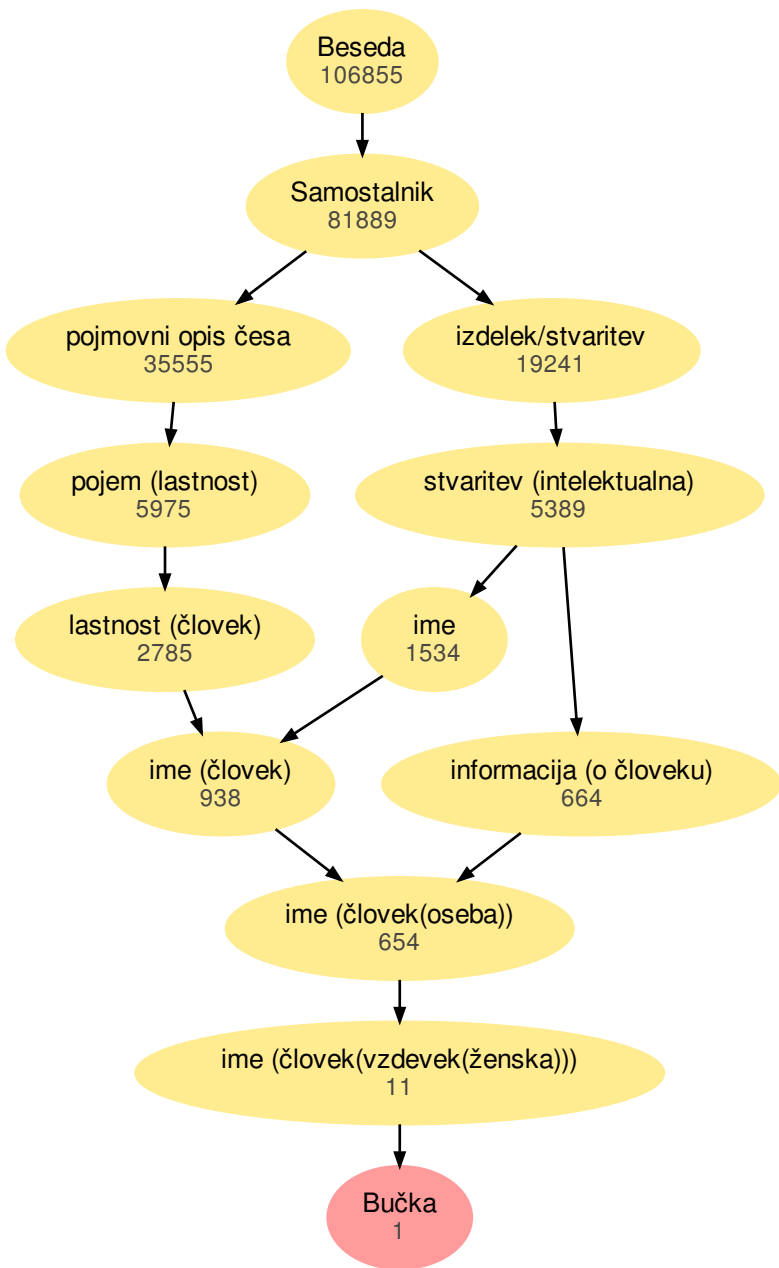 Beseda
106855
Samostalnik
81889
pojmovni opis česa
35555
izdelek/stvaritev
19241
pojem (lastnost)
5975
stvaritev (intelektualna)
5389
lastnost (človek)
2785
ime
1534
ime (človek)
938
informacija (o človeku)
664
ime (človek(oseba))
654
ime (človek(vzdevek(ženska)))
11
Bučka
1